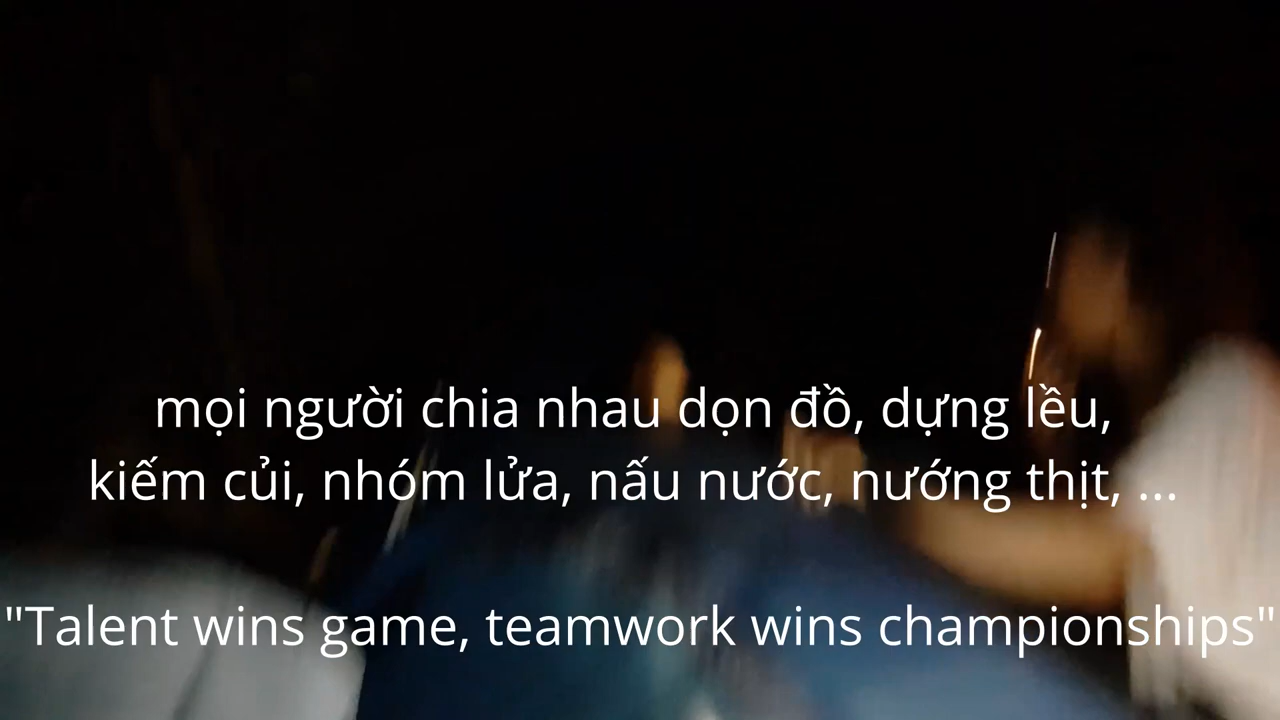 mọi người chia nhau dọn đồ, dựng lều,
kiếm củi, nhóm lửa, nấu nước, nướng thịt, ...
"Talent wins game, teamwork wins championships"